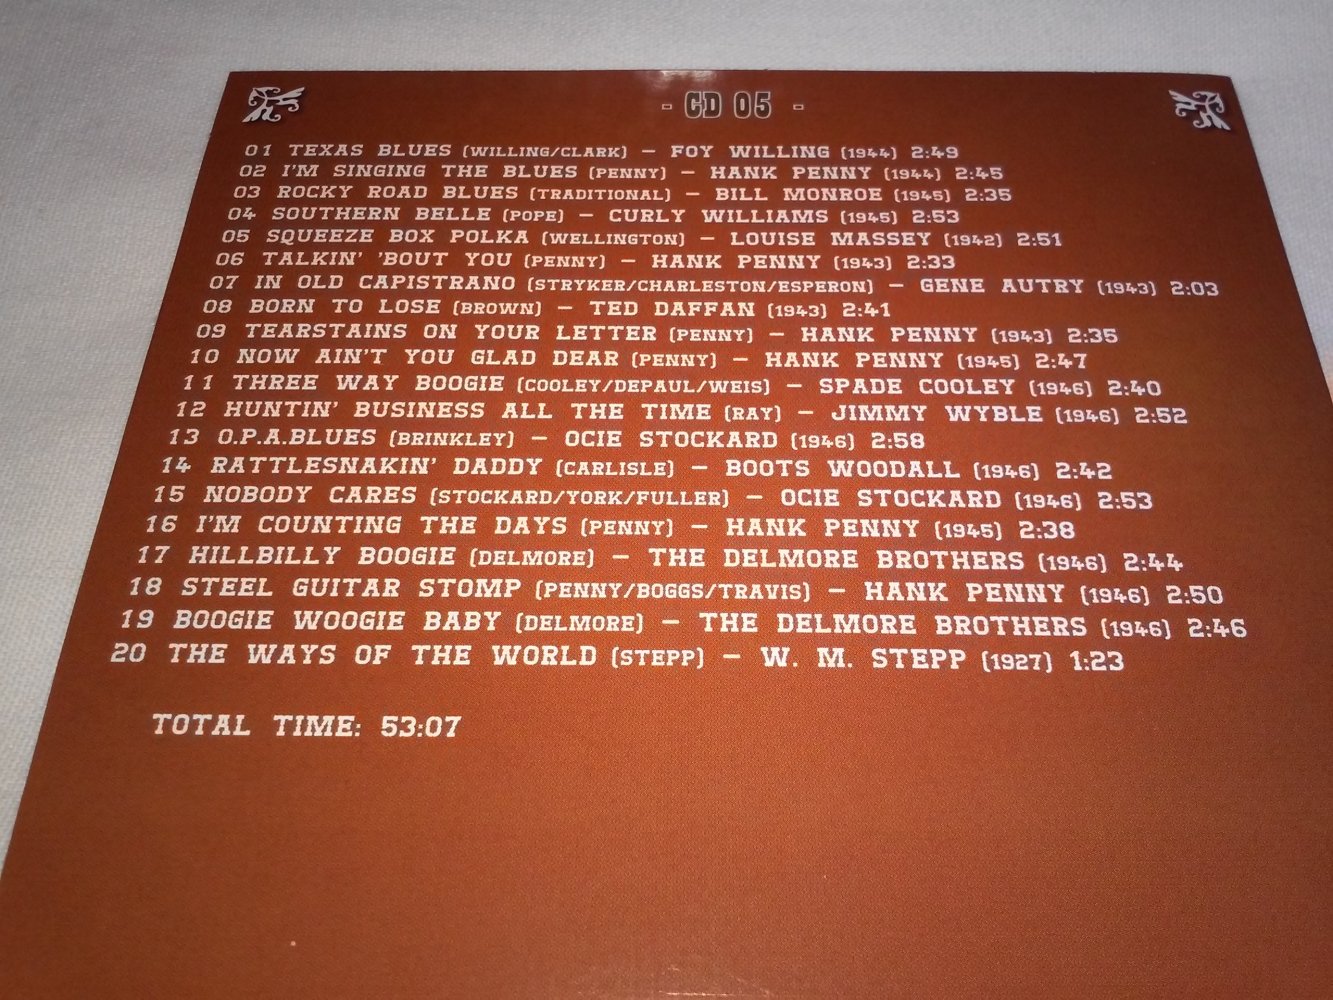 - CD 05 -
01 TEXAS BLUES (WILLING/CLARK) – FOY WILLING (1944) 2:49
02 I'M SINGING THE BLUES (PENNY) – HANK PENNY (1944) 2:45
03 ROCKY ROAD BLUES (TRADITIONAL) – BILL MONROE (1945) 2:35
04 SOUTHERN BELLE (POPE) – CURLY WILLIAMS (1945) 2:53
05 SQUEEZE BOX POLKA (WELLINGTON) – LOUISE MASSEY (1942) 2:51
06 TALKIN' 'BOUT YOU (PENNY) – HANK PENNY (1943) 2:33
07 IN OLD CAPISTRANO (STRYKER/CHARLESTON/ESPERON) – GENE AUTRY (1943) 2:03
08 BORN TO LOSE (BROWN) – TED DAFFAN (1943) 2:41
09 TEARSTAINS ON YOUR LETTER (PENNY) – HANK PENNY (1943) 2:35
10 NOW AIN'T YOU GLAD DEAR (PENNY) – HANK PENNY (1945) 2:47
11 THREE WAY BOOGIE (COOLEY/DEPAUL/WEIS) – SPADE COOLEY (1946) 2:40
12 HUNTIN' BUSINESS ALL THE TIME (RAY) – JIMMY WYBLE (1946) 2:52
13 O.P.A.BLUES (BRINKLEY) – OCIE STOCKARD (1946) 2:58
14 RATTLESNAKIN' DADDY (CARLISLE) – BOOTS WOODALL (1946) 2:42
15 NOBODY CARES (STOCKARD/YORK/FULLER) – OCIE STOCKARD (1946) 2:53
16 I'M COUNTING THE DAYS (PENNY) – HANK PENNY (1945) 2:38
17 HILLBILLY BOOGIE (DELMORE) – THE DELMORE BROTHERS (1946) 2:44
18 STEEL GUITAR STOMP (PENNY/BOGGS/TRAVIS) – HANK PENNY (1946) 2:50
19 BOOGIE WOOGIE BABY (DELMORE) – THE DELMORE BROTHERS (1946) 2:46
20 THE WAYS OF THE WORLD (STEPP) – W. M. STEPP (1927) 1:23
TOTAL TIME: 53:07